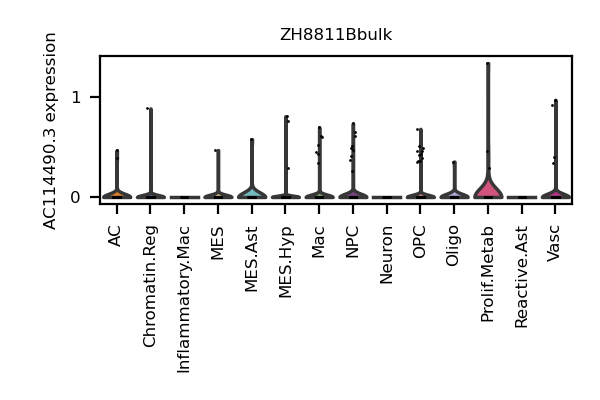 ZH8811Bbulk
AC114490.3 expression
1
0
AC
Chromatin.Reg
Inflammatory.Mac
MES
MES.Ast
MES.Hyp
Mac
NPC
Neuron
OPC
Oligo
Prolif.Metab
Reactive.Ast
Vasc